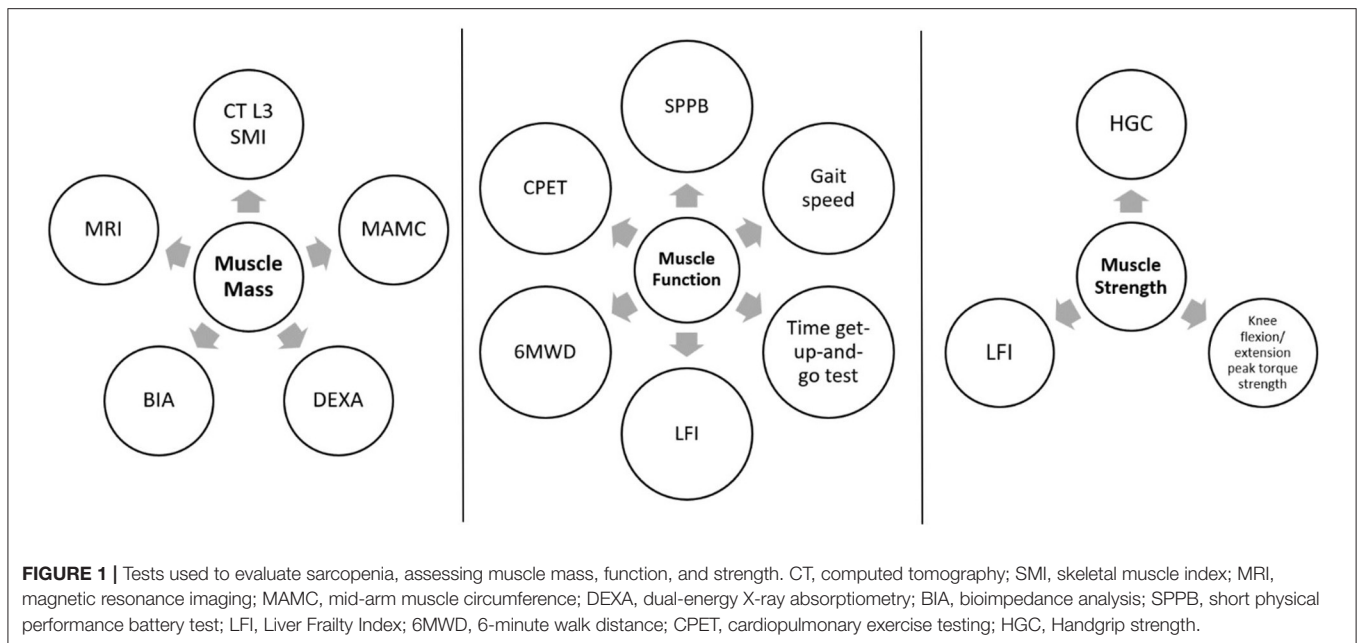 CT L3
SMI
MRI
MAMC
Muscle
Mass
BIA
DEXA
SPPB
CPET
Gait
speed
Muscle
Function
6MWD
Time get-
up-and-
go test
LFI
HGC
Muscle
Strength
LFI
Knee
flexion/
extension
peak torque
strength
FIGURE 1 | Tests used to evaluate sarcopenia, assessing muscle mass, function, and strength. CT, computed tomography; SMI, skeletal muscle index; MRI,
magnetic resonance imaging; MAMC, mid-arm muscle circumference; DEXA, dual-energy X-ray absorptiometry; BIA, bioimpedance analysis; SPPB, short physical
performance battery test; LFI, Liver Frailty Index; 6MWD, 6-minute walk distance; CPET, cardiopulmonary exercise testing; HGC, Handgrip strength.